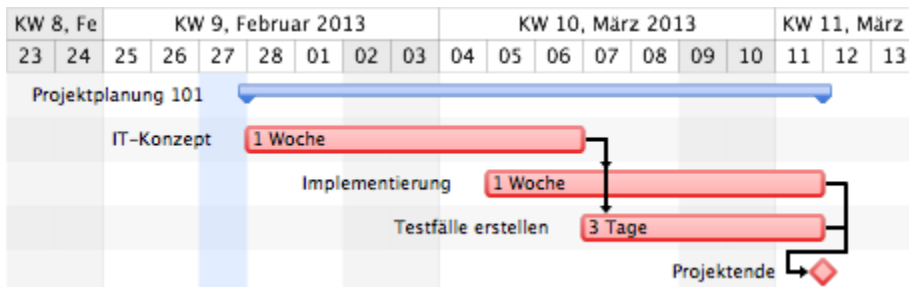 KW 8, Fe KW 9, Februar 2013 KW 10, März 2013 KW 11, März
23 24 25 26 27 28 01 02 03 04 05 06 07 08 09 10 11 12 13
Projektplanung 101
IT-Konzept 1 Woche
Implementierung 1 Woche
Testfälle erstellen 3 Tage
Projektende